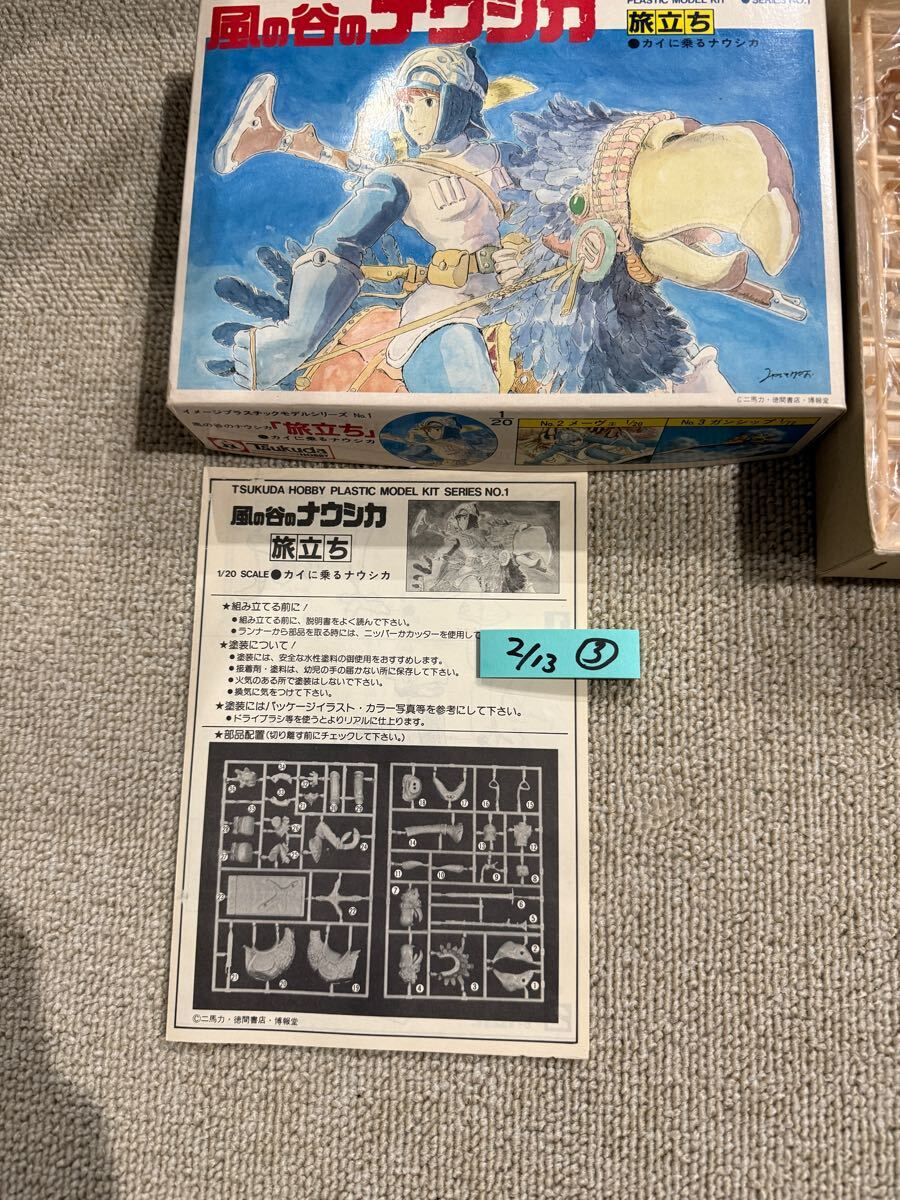 風の谷のナウシカ
PLASTIC MODEL KIT ●SERIES NO.1
旅立ち
●カイに乗るナウシカ
©二馬力・徳間書店・博報堂
イメージプラスチックモデルシリーズ No.1
風の谷のナウシカ「旅立ち」
●カイに乗るナウシカ
Tsukuda
HOBBY
1/20
No.2 メーヴェ 1/20
No.3 ガンシップ 1/72
TSUKUDA HOBBY PLASTIC MODEL KIT SERIES NO.1
風の谷のナウシカ
旅立ち
1/20 SCALE ●カイに乗るナウシカ
★組み立てる前に!
●組み立てる前に、説明書をよく読んで下さい。
●ランナーから部品を取る時には、ニッパーかカッターを使用して
★塗装について!
●塗装には、安全な水性塗料の御使用をおすすめします。
●接着剤・塗料は、幼児の手の届かない所に保存して下さい。
●火気のある所で塗装はしないで下さい。
●換気に気をつけて下さい。
★塗装にはパッケージイラスト・カラー写真等を参考にして下さい。
●ドライブラシ等を使うとよりリアルに仕上ります。
★部品配置(切り離す前にチェックして下さい。)
2/13 ③
©二馬力・徳間書店・博報堂